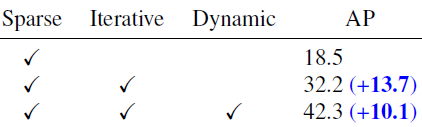 Sparse Iterative Dynamic AP
✓ 18.5
✓ ✓ 32.2 (+13.7)
✓ ✓ ✓ 42.3 (+10.1)